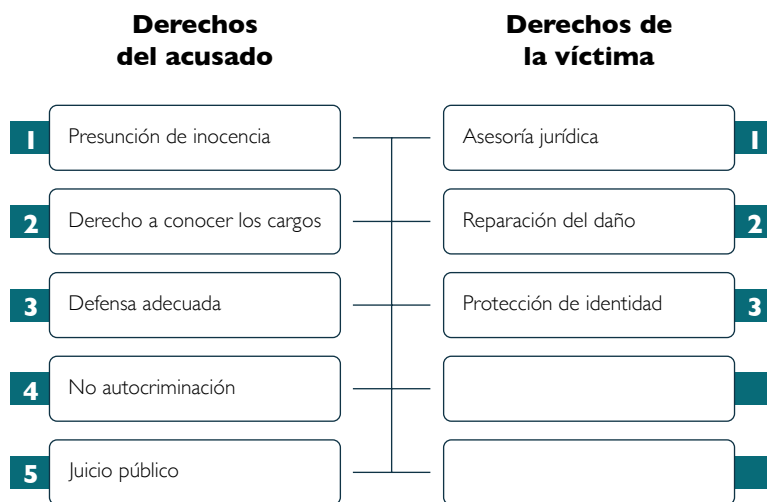 Derechos
del acusado
Derechos de
la víctima
1 Presunción de inocencia
Asesoría jurídica 1
2 Derecho a conocer los cargos
Reparación del daño 2
3 Defensa adecuada
Protección de identidad 3
4 No autocriminación
5 Juicio público